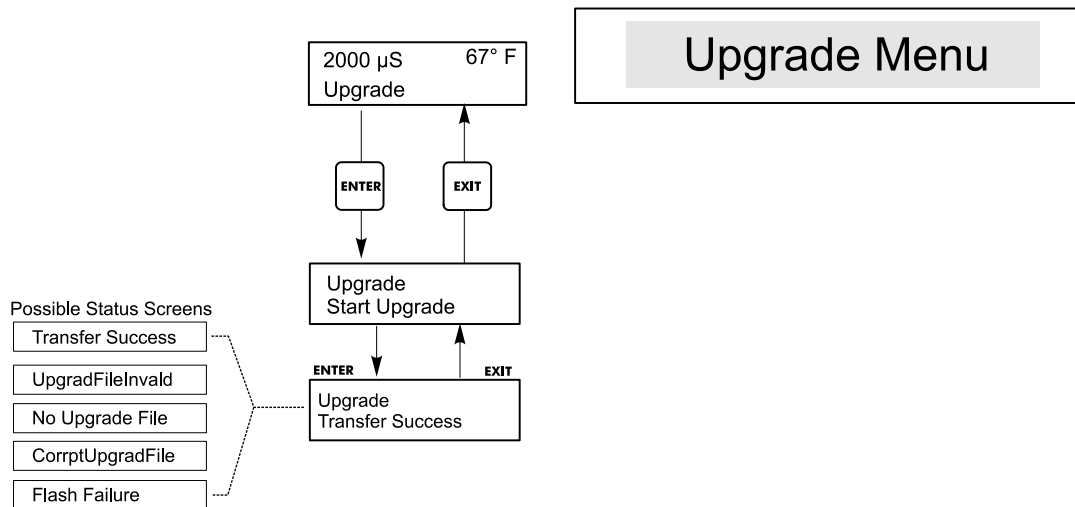 Upgrade Menu
2000 µS 67° F
Upgrade
ENTER EXIT
Upgrade
Start Upgrade
ENTER EXIT
Upgrade
Transfer Success
Possible Status Screens
Transfer Success
UpgradFileInvald
No Upgrade File
CorrptUpgradFile
Flash Failure